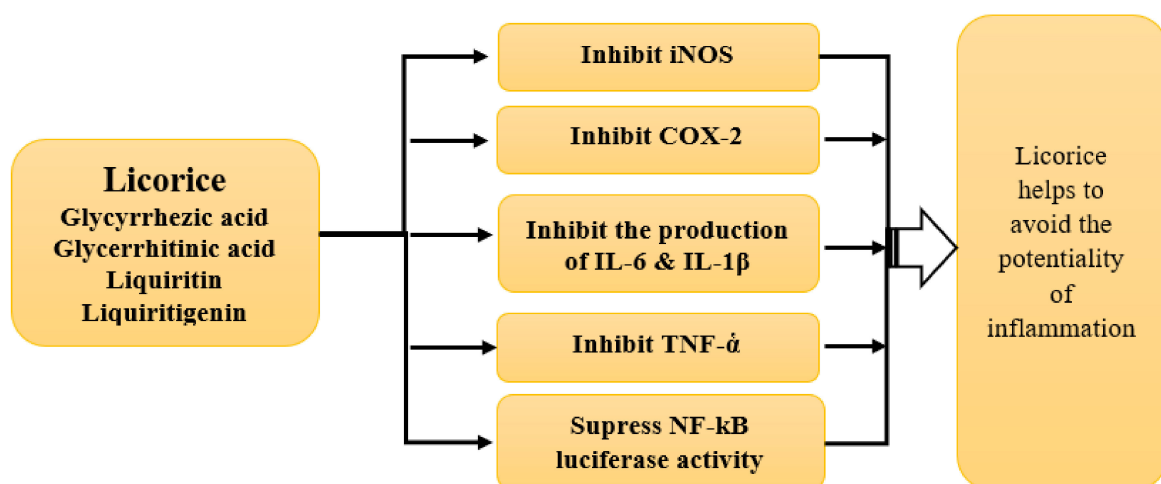 Licorice
Glycyrrhezic acid
Glycerrhitinic acid
Liquiritin
Liquiritigenin
Inhibit iNOS
Inhibit COX-2
Inhibit the production
of IL-6 & IL-1β
Inhibit TNF-ά
Supress NF-kB
luciferase activity
Licorice
helps to
avoid the
potentiality
of
inflammation